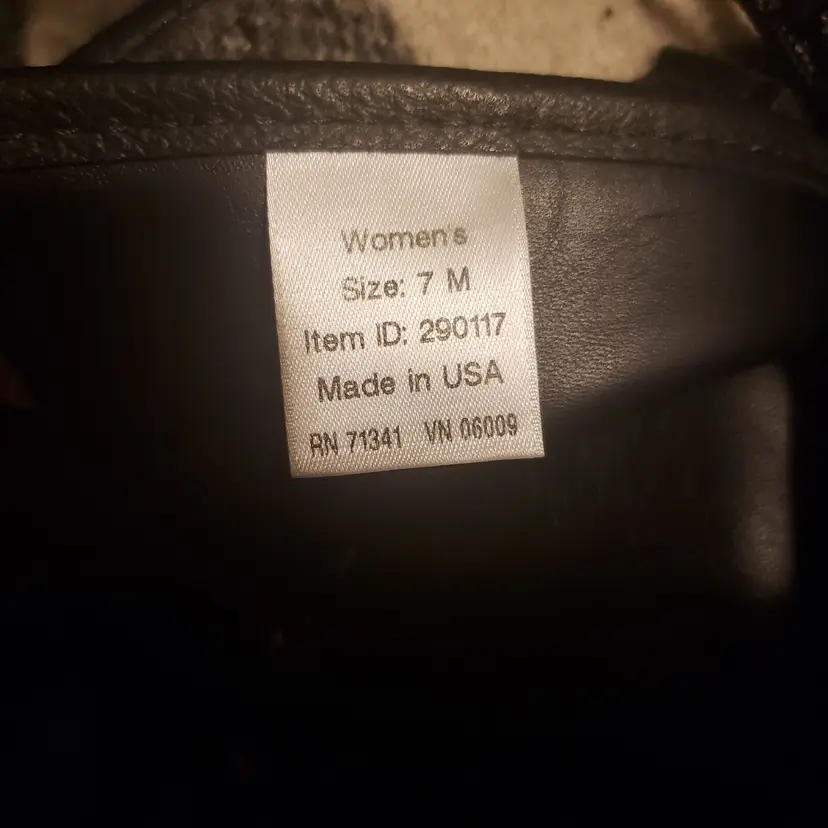 Women's
Size: 7 M
Item ID: 290117
Made in USA
RN 71341 VN 06009